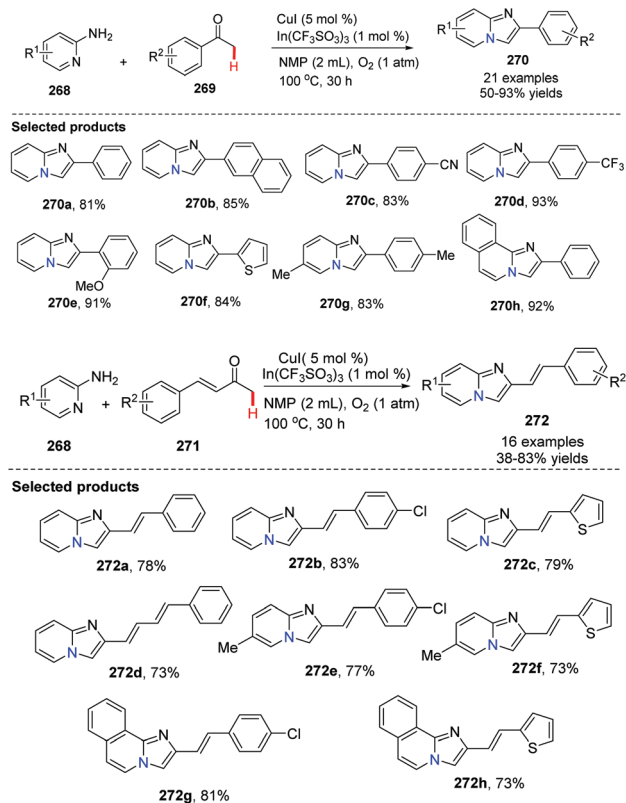 CuI (5 mol %)
In(CF3SO3)3 (1 mol %)
NMP (2 mL), O2 (1 atm)
100 °C, 30 h
R1 NH2 N
268
+
R2 O H
269
R1 N N R2
270
21 examples
50-93% yields
Selected products
N N
270a, 81%
N N
270b, 85%
N N CN
270c, 83%
N N CF3
270d, 93%
N N MeO
270e, 91%
N N S
270f, 84%
Me N N Me
270g, 83%
N N
270h, 92%
CuI( 5 mol %)
In(CF3SO3)3 (1 mol %)
NMP (2 mL), O2 (1 atm)
100 °C, 30 h
R1 NH2 N
268
+
R2 O H
271
R1 N N R2
272
16 examples
38-83% yields
Selected products
N N
272a, 78%
N N Cl
272b, 83%
N N S
272c, 79%
N N
272d, 73%
Me N N Cl
272e, 77%
Me N N S
272f, 73%
N N Cl
272g, 81%
N N S
272h, 73%